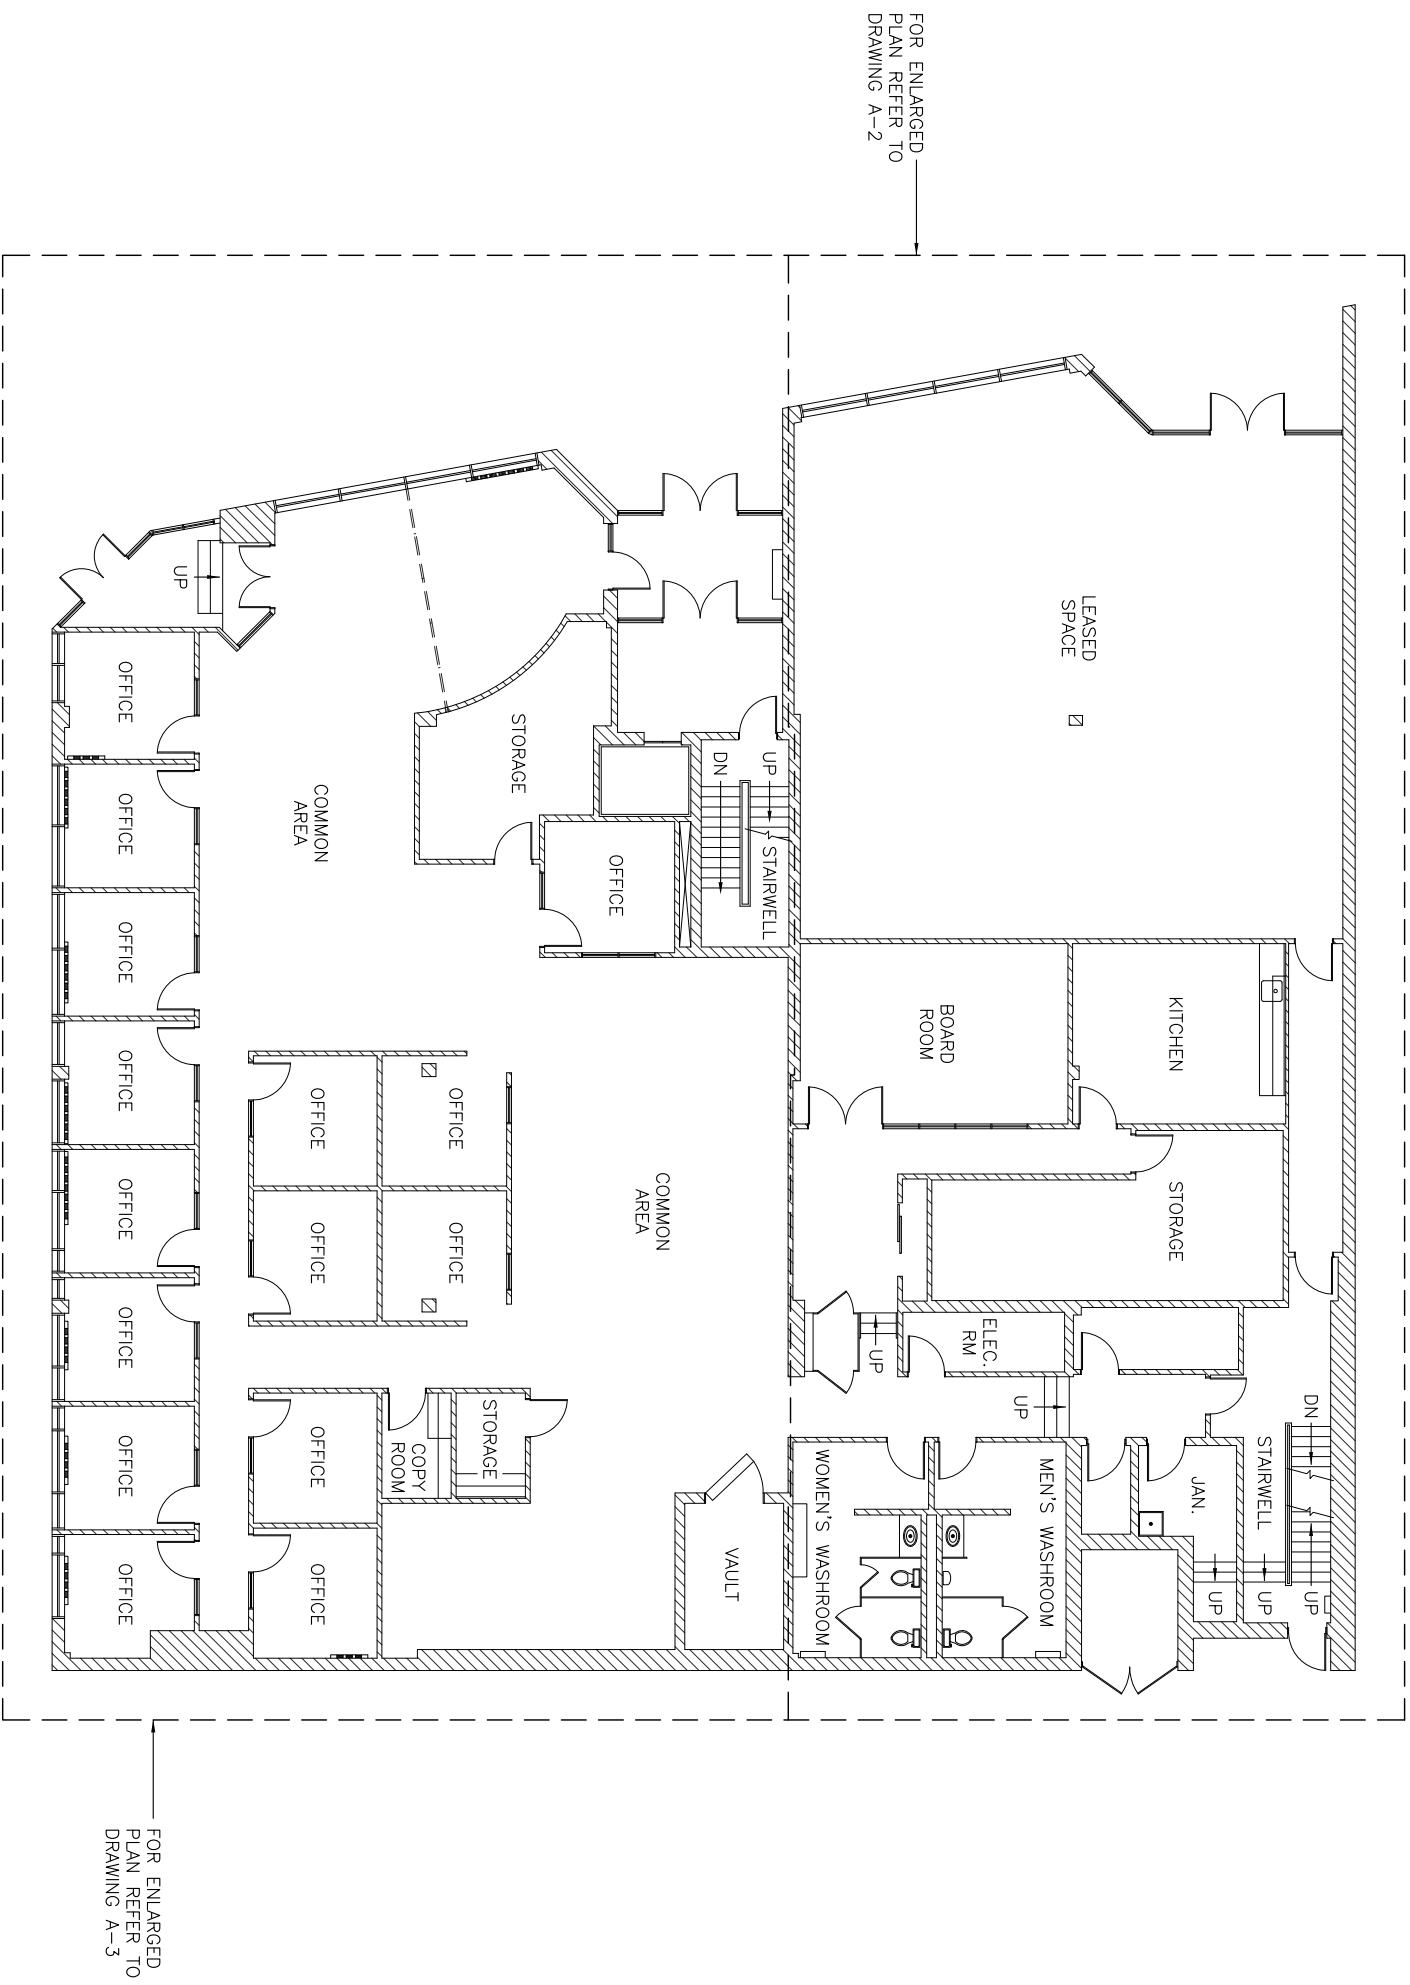 DN
UP
STAIRWELL
UP
UP
JAN.
KITCHEN
STORAGE
LEASED
SPACE
MEN'S WASHROOM
UP
ELEC.
RM
BOARD
ROOM
FOR ENLARGED
PLAN REFER TO
DRAWING A-2
UP
WOMEN'S WASHROOM
UP
STAIRWELL
DN
VAULT
COMMON
AREA
OFFICE
STORAGE
STORAGE
OFFICE
OFFICE
COPY
ROOM
COMMON
AREA
OFFICE
OFFICE
OFFICE
OFFICE
UP
OFFICE
OFFICE
OFFICE
OFFICE
OFFICE
OFFICE
OFFICE
OFFICE
FOR ENLARGED
PLAN REFER TO
DRAWING A-3